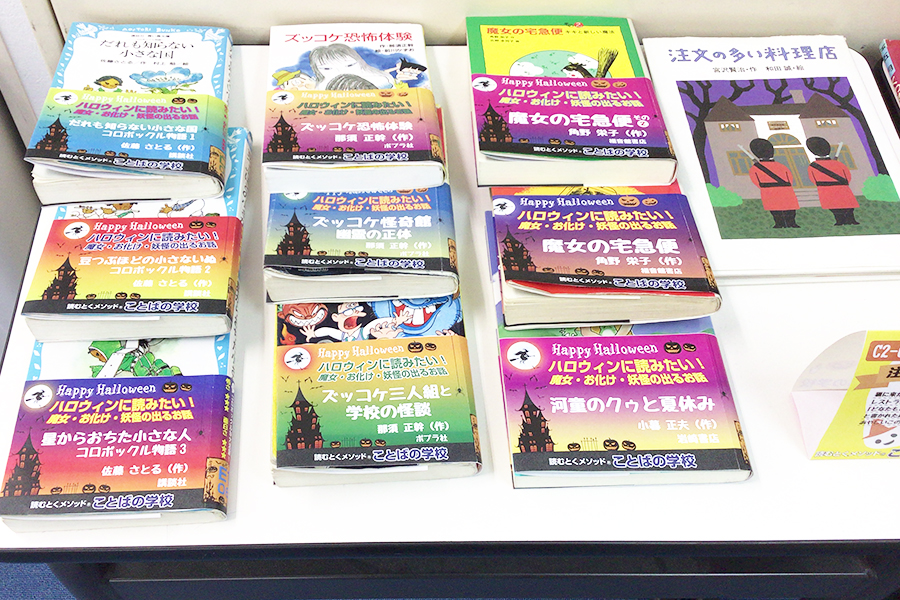 だれも知らない
小さな国
Happy Halloween
ハロウィンに読みたい!
魔女・お化け・妖怪の出るお話
だれも知らない小さな国
コロボックル物語 1
佐藤 さとる(作)
講談社
読むとくメソッド® ことばの学校
Happy Halloween
ハロウィンに読みたい!
魔女・お化け・妖怪の出るお話
豆つぶほどの小さないぬ
コロボックル物語 2
佐藤 さとる(作)
講談社
読むとくメソッド® ことばの学校
Happy Halloween
ハロウィンに読みたい!
魔女・お化け・妖怪の出るお話
星からおちた小さな人
コロボックル物語 3
佐藤 さとる(作)
講談社
読むとくメソッド® ことばの学校
ズッコケ恐怖体験
Happy Halloween
ハロウィンに読みたい!
魔女・お化け・妖怪の出るお話
ズッコケ恐怖体験
那須 正幹(作)
ポプラ社
読むとくメソッド® ことばの学校
Happy Halloween
ハロウィンに読みたい!
魔女・お化け・妖怪の出るお話
ズッコケ怪奇館
幽霊の正体
那須 正幹(作)
ポプラ社
読むとくメソッド® ことばの学校
Happy Halloween
ハロウィンに読みたい!
魔女・お化け・妖怪の出るお話
ズッコケ三人組と
学校の怪談
那須 正幹(作)
ポプラ社
読むとくメソッド® ことばの学校
魔女の宅急便
キキと新しい魔法
Happy Halloween
ハロウィンに読みたい!
魔女・お化け・妖怪の出るお話
魔女の宅急便 その2
角野 栄子(作)
福音館書店
読むとくメソッド® ことばの学校
Happy Halloween
ハロウィンに読みたい!
魔女・お化け・妖怪の出るお話
魔女の宅急便
角野 栄子(作)
福音館書店
読むとくメソッド® ことばの学校
Happy Halloween
ハロウィンに読みたい!
魔女・お化け・妖怪の出るお話
河童のクゥと夏休み
小暮 正夫(作)
岩崎書店
読むとくメソッド® ことばの学校
注文の多い料理店
宮沢賢治・作 和田 誠・絵
C2-
注